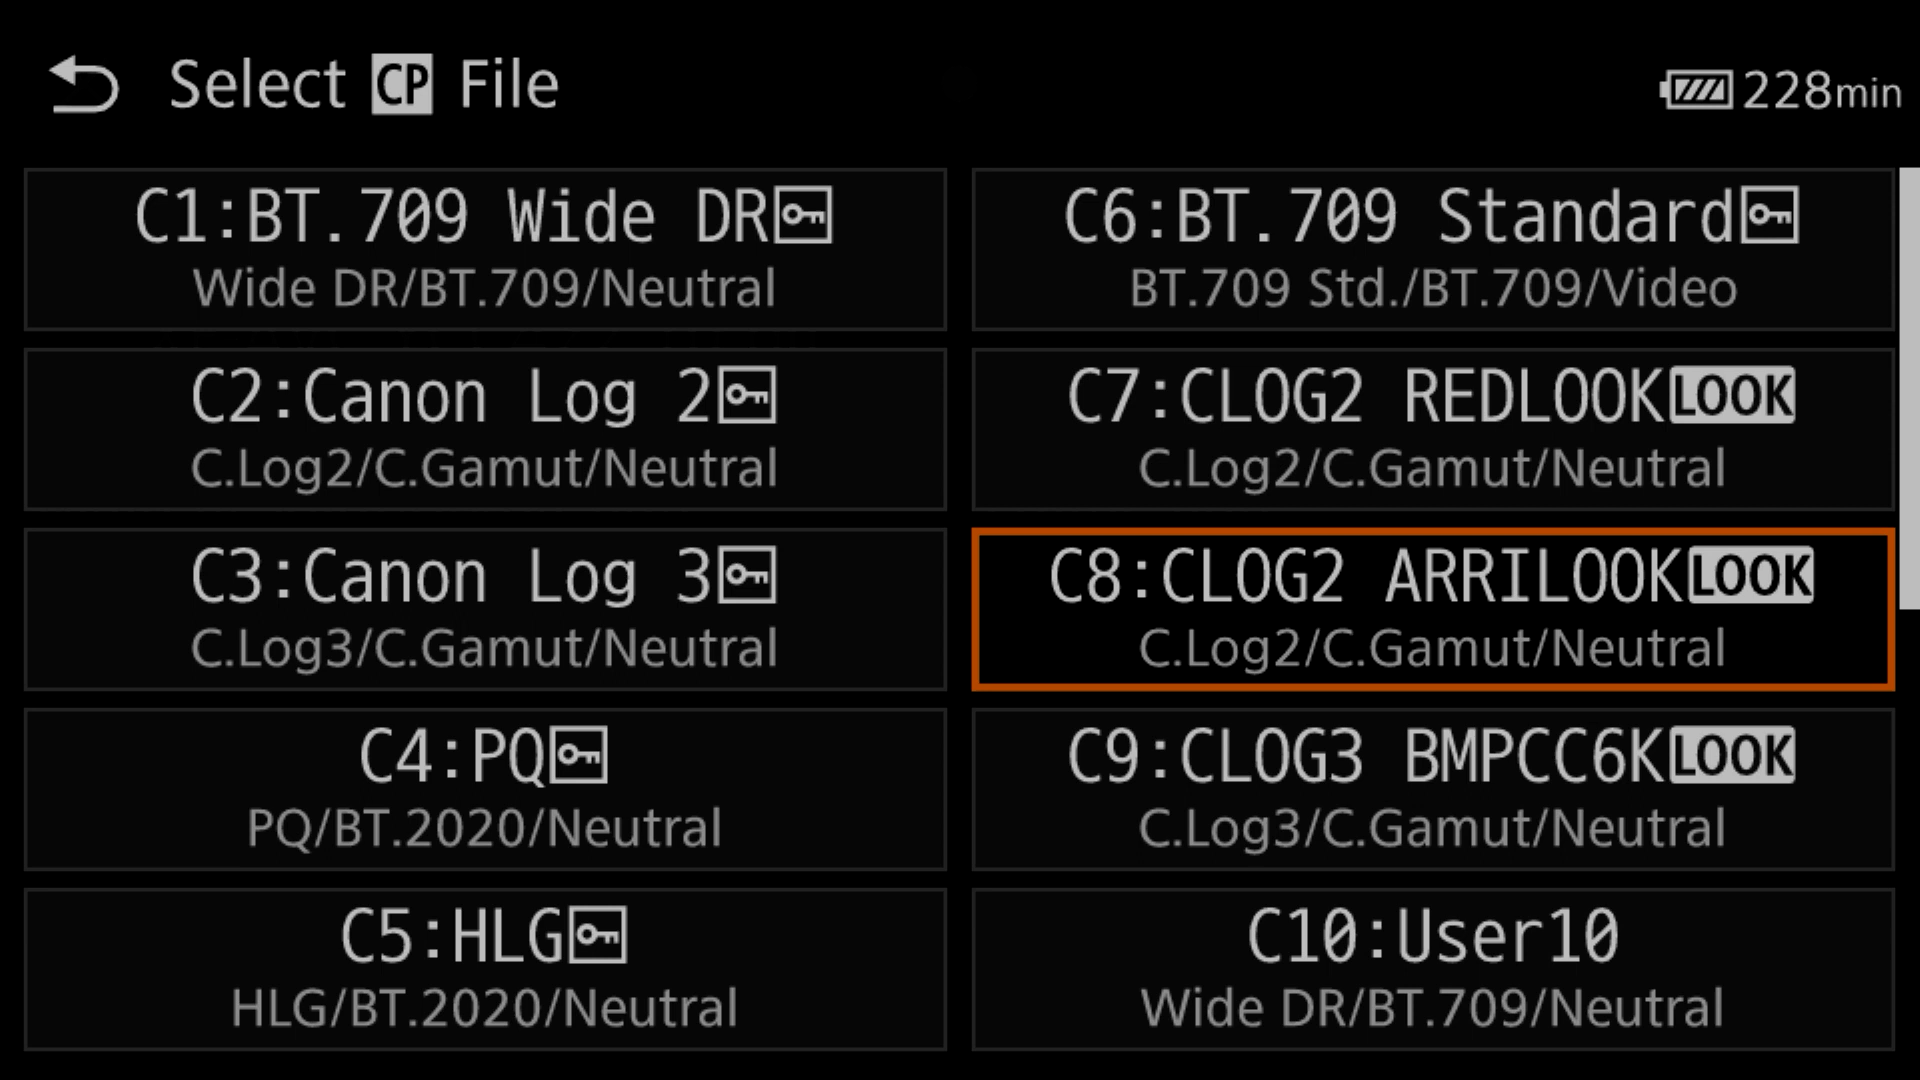 Select CP File
228min
C1:BT.709 Wide DR
Wide DR/BT.709/Neutral
C2:Canon Log 2
C.Log2/C.Gamut/Neutral
C3:Canon Log 3
C.Log3/C.Gamut/Neutral
C4:PQ
PQ/BT.2020/Neutral
C5:HLG
HLG/BT.2020/Neutral
C6:BT.709 Standard
BT.709 Std./BT.709/Video
C7:CLOG2 REDLOOK LOOK
C.Log2/C.Gamut/Neutral
C8:CLOG2 ARRILOOK LOOK
C.Log2/C.Gamut/Neutral
C9:CLOG3 BMPCC6K LOOK
C.Log3/C.Gamut/Neutral
C10:User10
Wide DR/BT.709/Neutral